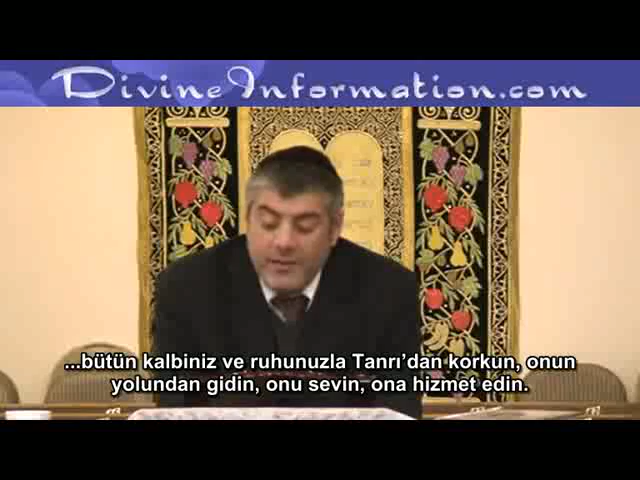 DivineInformation.com
...bütün kalbiniz ve ruhunuzla Tanrı’dan korkun, onun
yolundan gidin, onu sevin, ona hizmet edin.